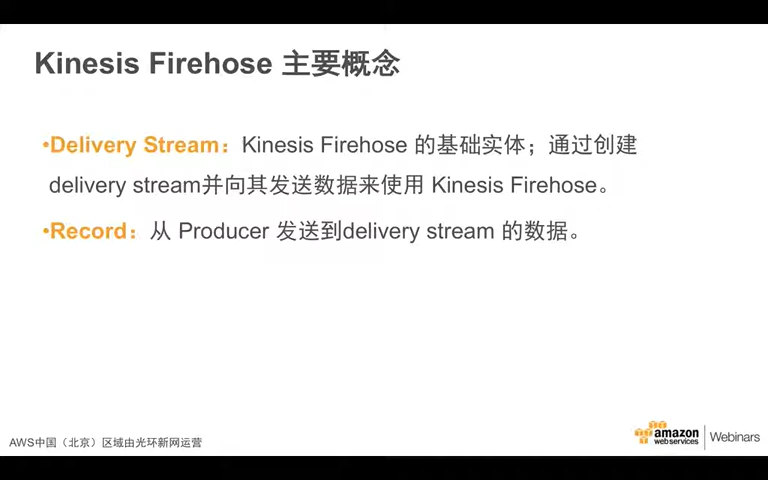 Kinesis Firehose 主要概念
•Delivery Stream：Kinesis Firehose 的基础实体；通过创建
delivery stream并向其发送数据来使用 Kinesis Firehose。
•Record：从 Producer 发送到delivery stream 的数据。
AWS中国（北京）区域由光环新网运营
amazon
webservices
Webinars